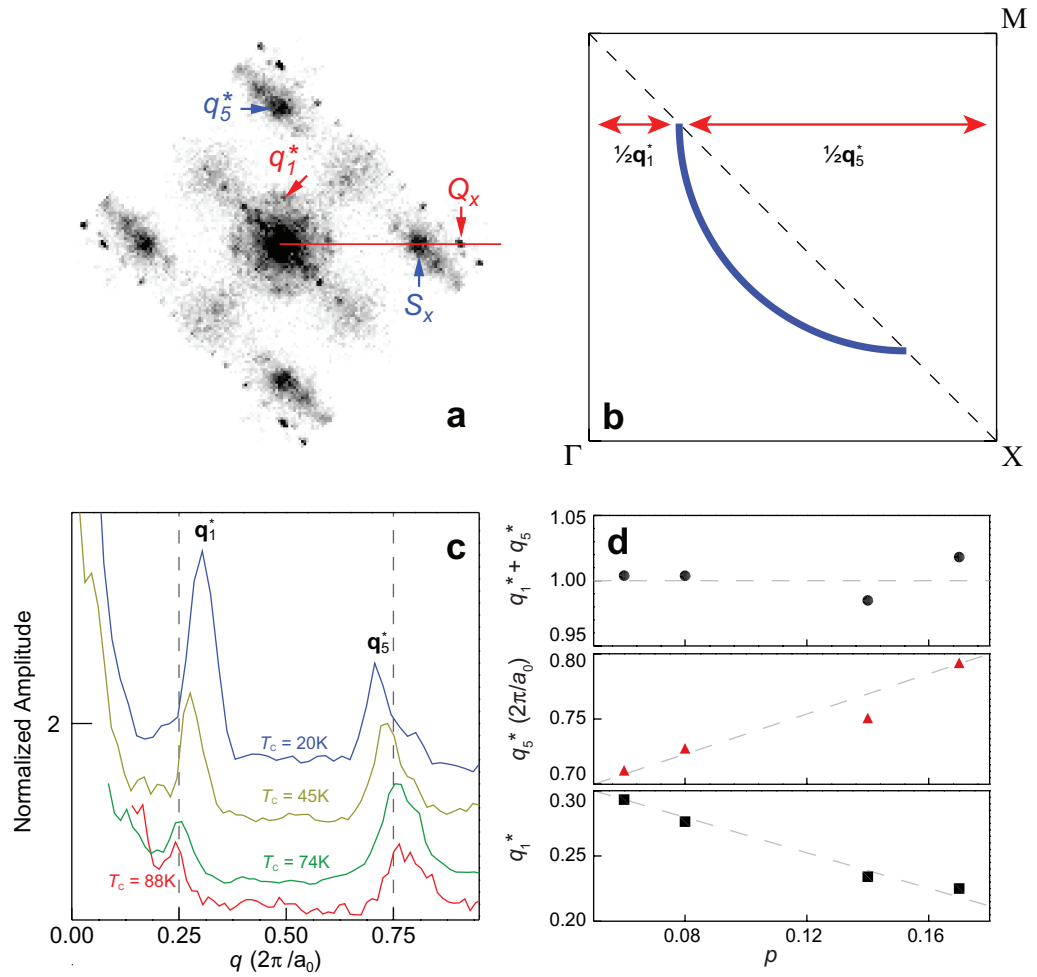 q5*
q1*
Qx
Sx
a
M
½q1*
½q5*
b
Γ
X
c
q1*
q5*
Normalized Amplitude
2
Tc = 20K
Tc = 45K
Tc = 74K
Tc = 88K
0.00
0.25
0.50
0.75
q (2π/a0)
d
1.05
1.00
0.95
q1* + q5*
0.80
0.75
0.70
q5* (2π/a0)
0.30
0.25
0.20
q1*
0.08
0.12
0.16
p